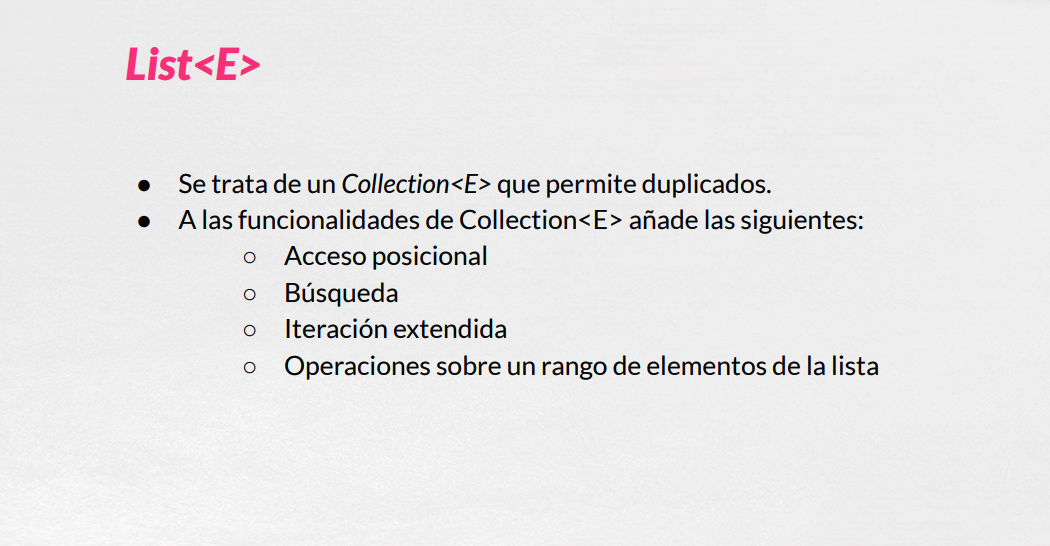 List<E>
● Se trata de un Collection<E> que permite duplicados.
● A las funcionalidades de Collection<E> añade las siguientes:
○ Acceso posicional
○ Búsqueda
○ Iteración extendida
○ Operaciones sobre un rango de elementos de la lista